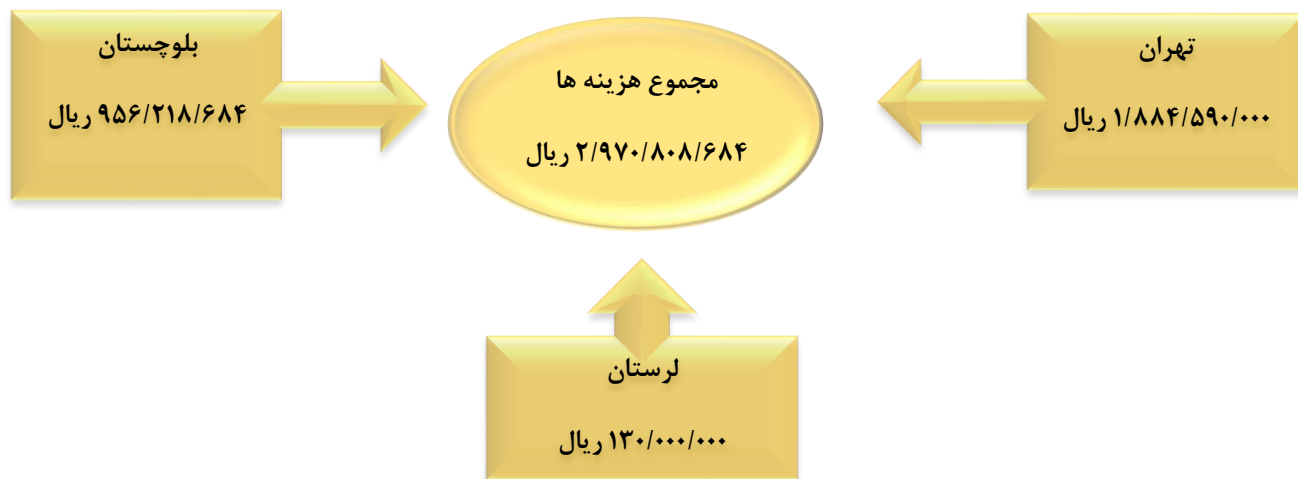 تهران
۱/۸۸۴/۵۹۰/۰۰۰ ریال
مجموع هزینه ها
۲/۹۷۰/۸۰۸/۶۸۴ ریال
بلوچستان
۹۵۶/۲۱۸/۶۸۴ ریال
لرستان
۱۳۰/۰۰۰/۰۰۰ ریال